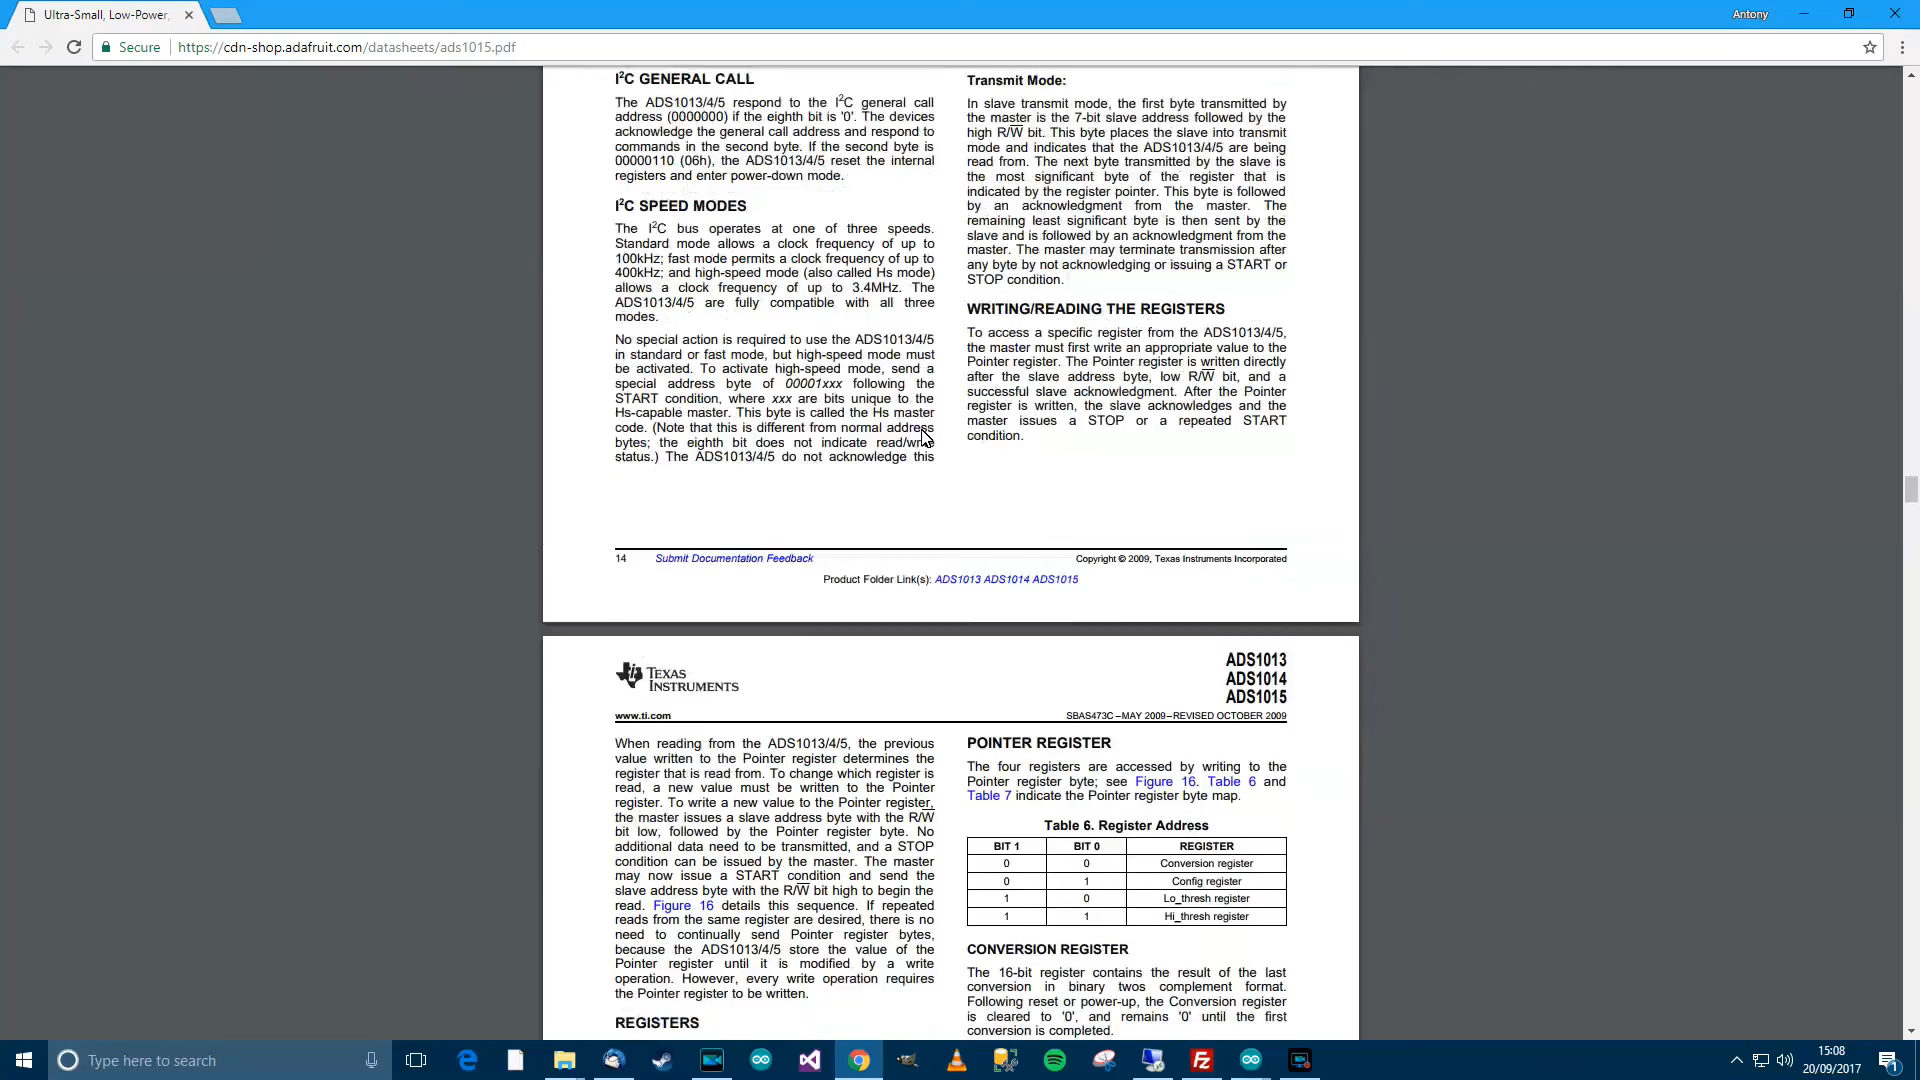 Ultra-Small, Low-Power,
Antony
Secure
https://cdn-shop.adafruit.com/datasheets/ads1015.pdf
I²C GENERAL CALL
The ADS1013/4/5 respond to the I²C general call
address (0000000) if the eighth bit is '0'. The devices
acknowledge the general call address and respond to
commands in the second byte. If the second byte is
00000110 (06h), the ADS1013/4/5 reset the internal
registers and enter power-down mode.
I²C SPEED MODES
The I²C bus operates at one of three speeds.
Standard mode allows a clock frequency of up to
100kHz; fast mode permits a clock frequency of up to
400kHz; and high-speed mode (also called Hs mode)
allows a clock frequency of up to 3.4MHz. The
ADS1013/4/5 are fully compatible with all three
modes.
No special action is required to use the ADS1013/4/5
in standard or fast mode, but high-speed mode must
be activated. To activate high-speed mode, send a
special address byte of 00001xxx following the
START condition, where xxx are bits unique to the
Hs-capable master. This byte is called the Hs master
code. (Note that this is different from normal address
bytes; the eighth bit does not indicate read/write
status.) The ADS1013/4/5 do not acknowledge this
Transmit Mode:
In slave transmit mode, the first byte transmitted by
the master is the 7-bit slave address followed by the
high R/W̅ bit. This byte places the slave into transmit
mode and indicates that the ADS1013/4/5 are being
read from. The next byte transmitted by the slave is
the most significant byte of the register that is
indicated by the register pointer. This byte is followed
by an acknowledgment from the master. The
remaining least significant byte is then sent by the
slave and is followed by an acknowledgment from the
master. The master may terminate transmission after
any byte by not acknowledging or issuing a START or
STOP condition.
WRITING/READING THE REGISTERS
To access a specific register from the ADS1013/4/5,
the master must first write an appropriate value to the
Pointer register. The Pointer register is written directly
after the slave address byte, low R/W̅ bit, and a
successful slave acknowledgment. After the Pointer
register is written, the slave acknowledges and the
master issues a STOP or a repeated START
condition.
14
Submit Documentation Feedback
Copyright © 2009, Texas Instruments Incorporated
Product Folder Link(s): ADS1013 ADS1014 ADS1015
TEXAS
INSTRUMENTS
ADS1013
ADS1014
ADS1015
www.ti.com
SBAS473C –MAY 2009–REVISED OCTOBER 2009
When reading from the ADS1013/4/5, the previous
value written to the Pointer register determines the
register that is read from. To change which register is
read, a new value must be written to the Pointer
register. To write a new value to the Pointer register,
the master issues a slave address byte with the R/W̅
bit low, followed by the Pointer register byte. No
additional data need to be transmitted, and a STOP
condition can be issued by the master. The master
may now issue a START condition and send the
slave address byte with the R/W̅ bit high to begin the
read. Figure 16 details this sequence. If repeated
reads from the same register are desired, there is no
need to continually send Pointer register bytes,
because the ADS1013/4/5 store the value of the
Pointer register until it is modified by a write
operation. However, every write operation requires
the Pointer register to be written.
REGISTERS
POINTER REGISTER
The four registers are accessed by writing to the
Pointer register byte; see Figure 16. Table 6 and
Table 7 indicate the Pointer register byte map.
Table 6. Register Address
BIT 1 BIT 0 REGISTER
0 0 Conversion register
0 1 Config register
1 0 Lo_thresh register
1 1 Hi_thresh register
CONVERSION REGISTER
The 16-bit register contains the result of the last
conversion in binary twos complement format.
Following reset or power-up, the Conversion register
is cleared to '0', and remains '0' until the first
conversion is completed.
Type here to search
15:08
20/09/2017
1